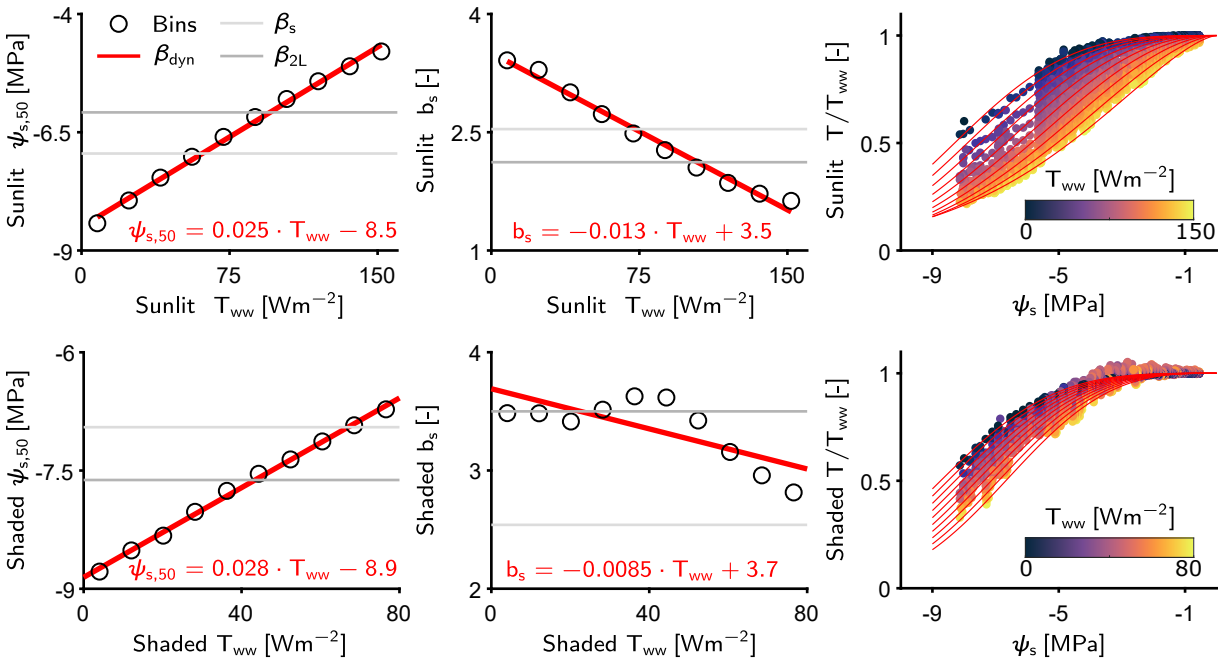 Bins
βdyn
βs
β2L
-4
-6.5
-9
Sunlit ψs,50 [MPa]
ψs,50 = 0.025 · Tww − 8.5
0 75 150
Sunlit Tww [Wm−2]
4
2.5
1
Sunlit bs [-]
bs = −0.013 · Tww + 3.5
0 75 150
Sunlit Tww [Wm−2]
1
0.5
0
Sunlit T/Tww [-]
Tww [Wm−2]
0 150
-9 -5 -1
ψs [MPa]
-6
-7.5
-9
Shaded ψs,50 [MPa]
ψs,50 = 0.028 · Tww − 8.9
0 40 80
Shaded Tww [Wm−2]
4
3
2
Shaded bs [-]
bs = −0.0085 · Tww + 3.7
0 40 80
Shaded Tww [Wm−2]
1
0.5
0
Shaded T/Tww [-]
Tww [Wm−2]
0 80
-9 -5 -1
ψs [MPa]